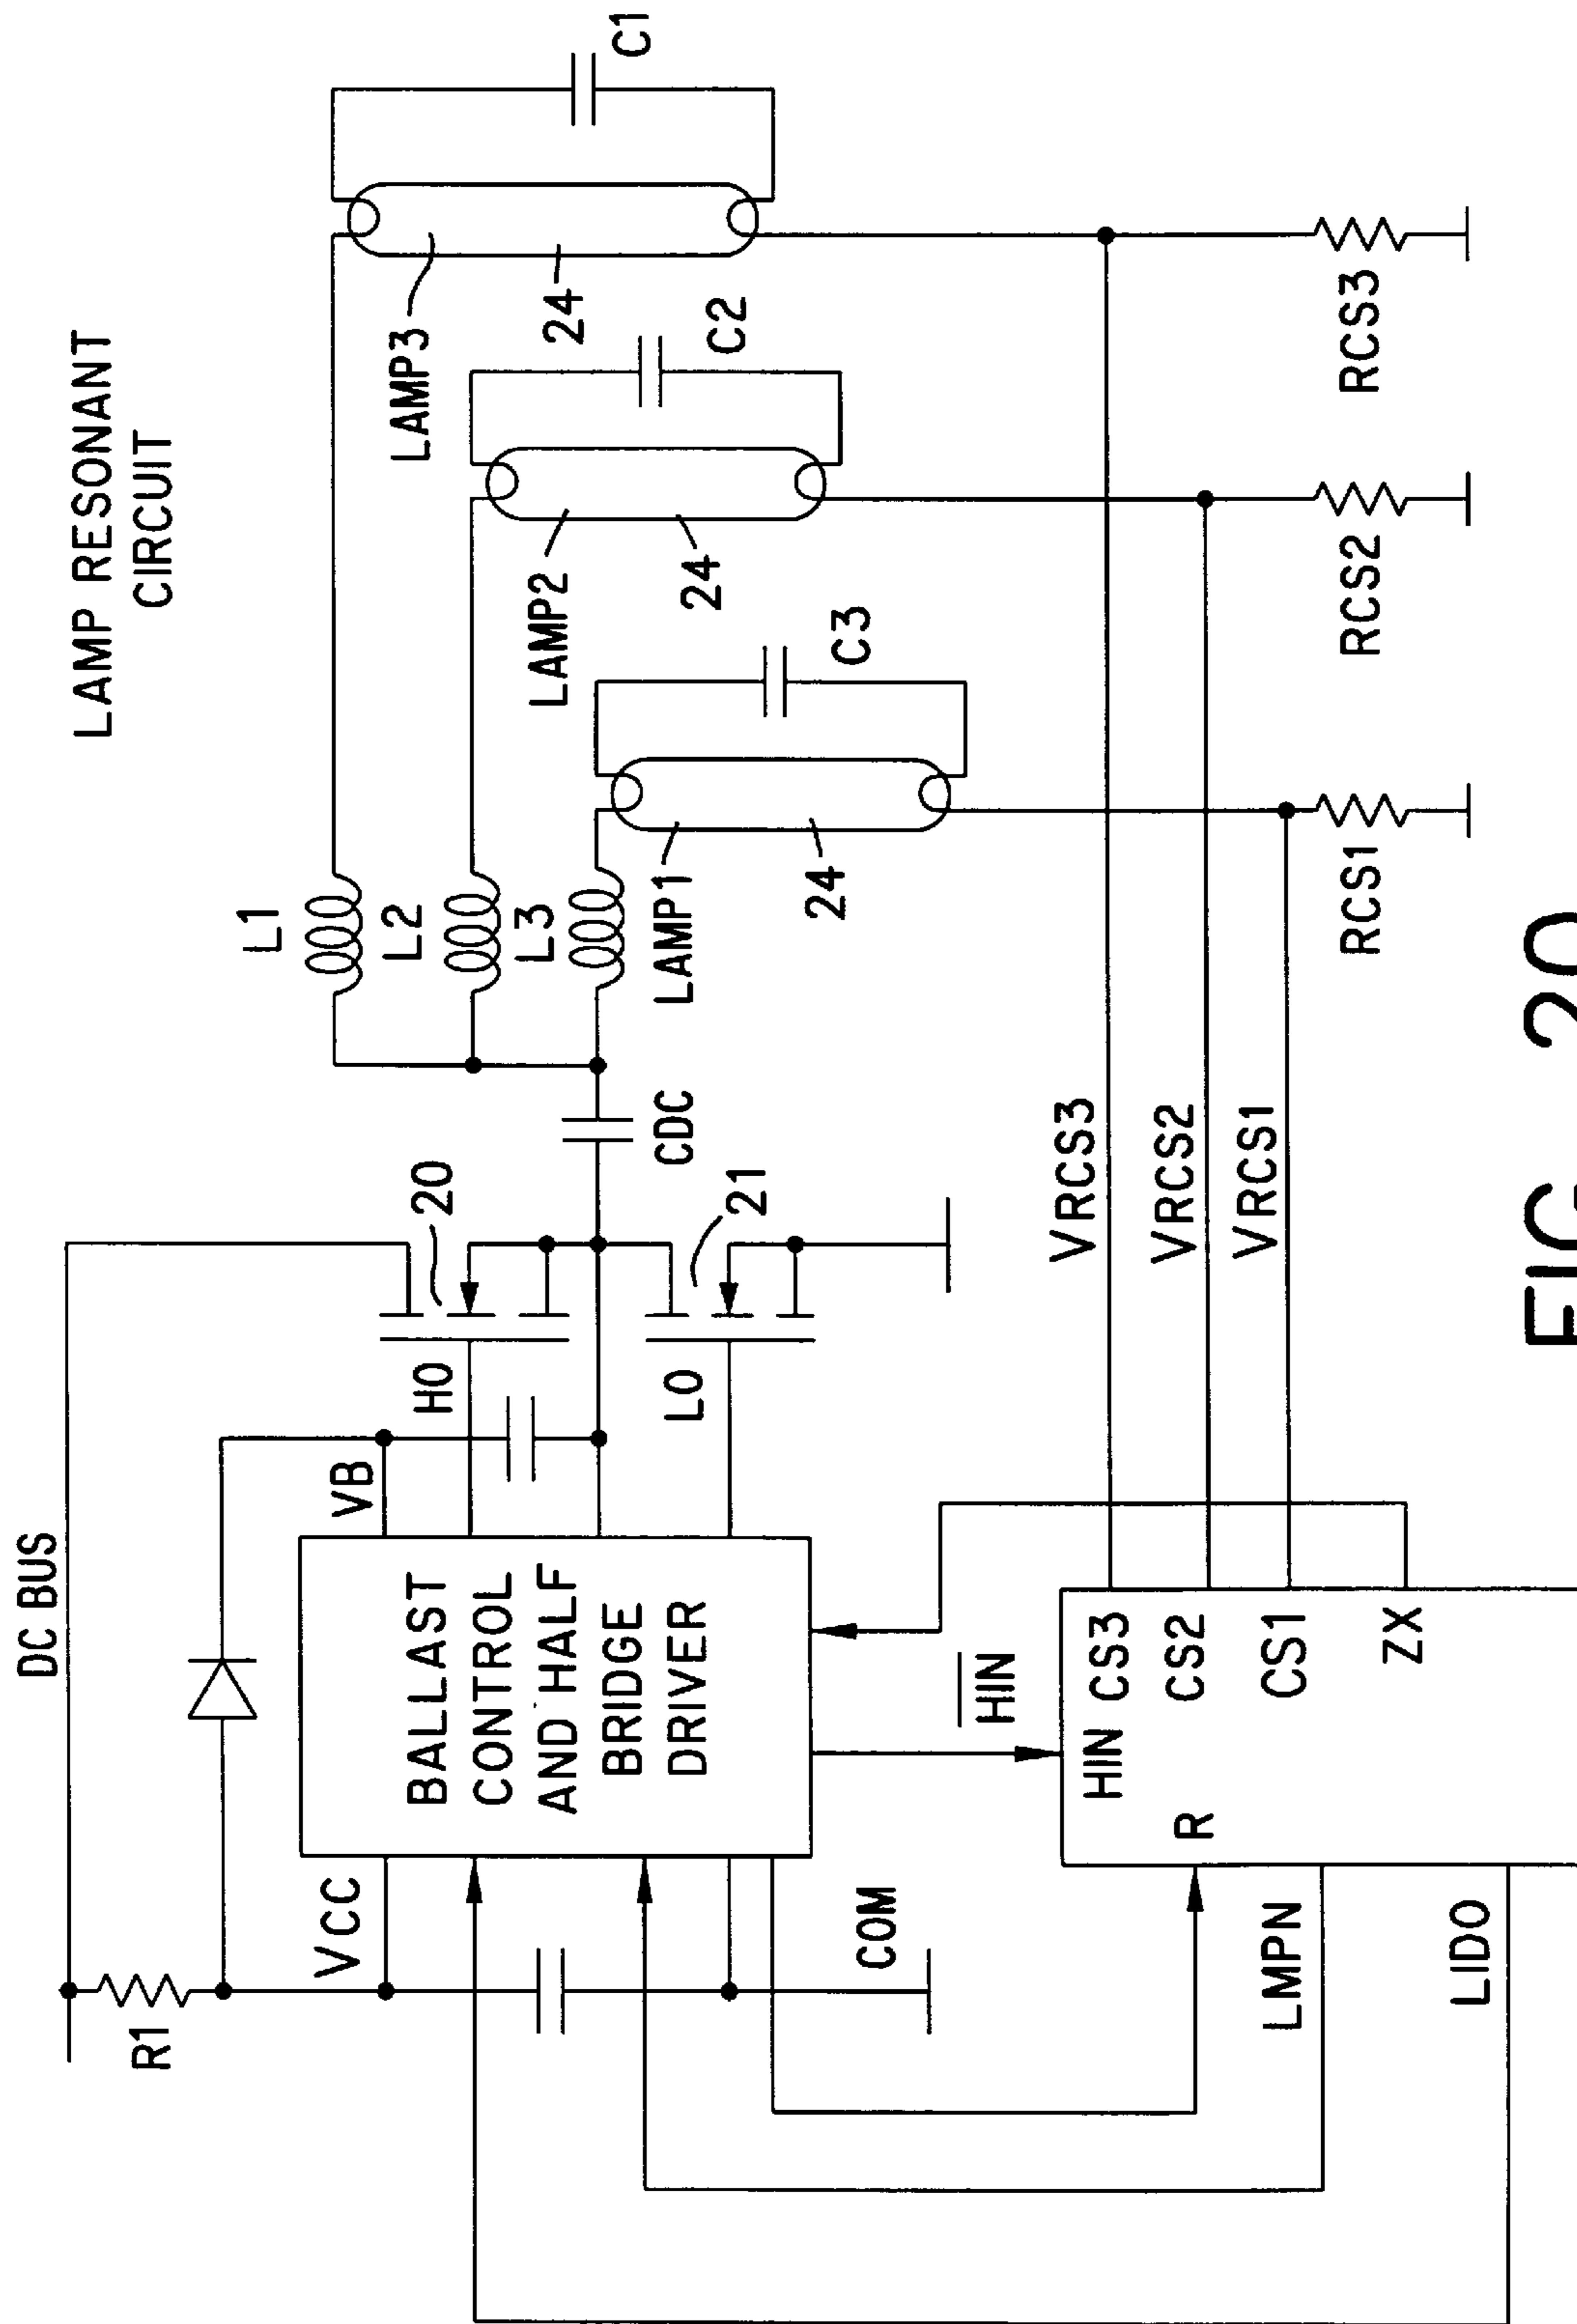 LAMP RESONANT
CIRCUIT
DC BUS
R1
VCC
VB
HO
20
CDC
L1
L2
L3
LAMP3
24
C1
LAMP2
24
C2
LAMP1
24
C3
BALLAST
CONTROL
AND HALF
BRIDGE
DRIVER
LO
21
COM
HIN
VRCS3
VRCS2
VRCS1
HIN CS3
R
CS2
CS1
ZX
LMPN
LIDO
RCS1
RCS2
RCS3